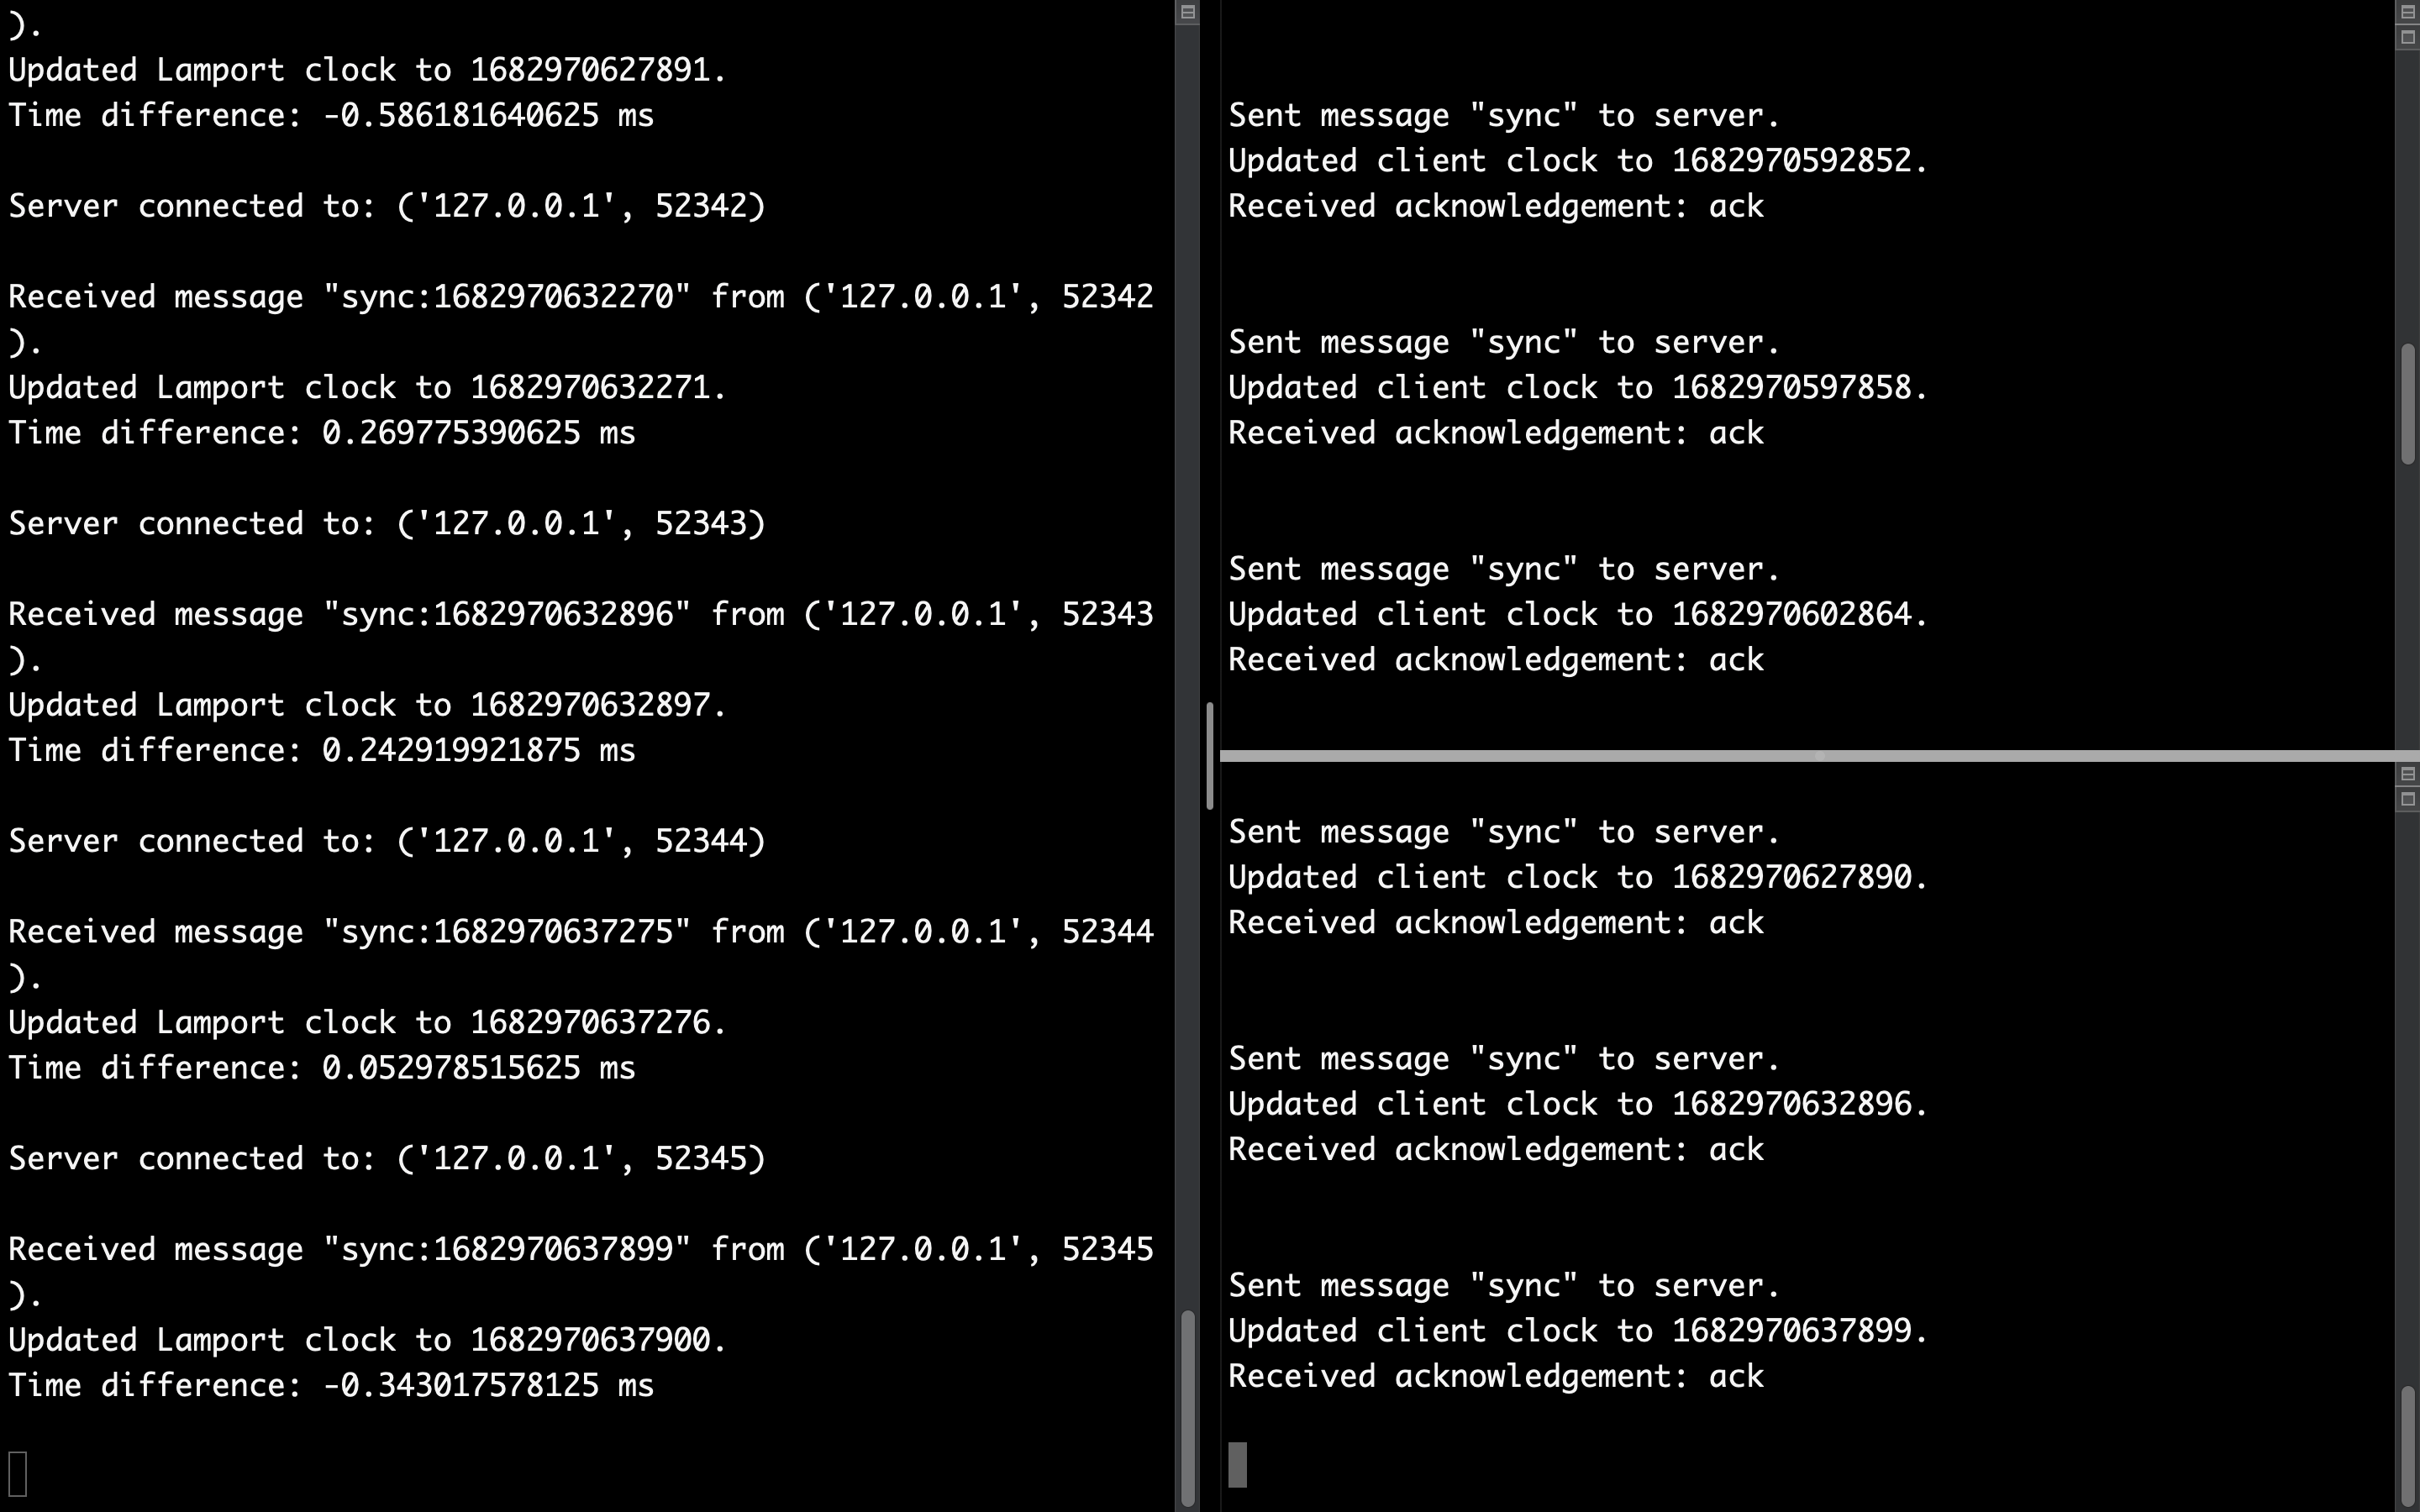 ).
Updated Lamport clock to 1682970627891.
Time difference: -0.586181640625 ms
Server connected to: ('127.0.0.1', 52342)
Received message "sync:1682970632270" from ('127.0.0.1', 52342
).
Updated Lamport clock to 1682970632271.
Time difference: 0.269775390625 ms
Server connected to: ('127.0.0.1', 52343)
Received message "sync:1682970632896" from ('127.0.0.1', 52343
).
Updated Lamport clock to 1682970632897.
Time difference: 0.242919921875 ms
Server connected to: ('127.0.0.1', 52344)
Received message "sync:1682970637275" from ('127.0.0.1', 52344
).
Updated Lamport clock to 1682970637276.
Time difference: 0.052978515625 ms
Server connected to: ('127.0.0.1', 52345)
Received message "sync:1682970637899" from ('127.0.0.1', 52345
).
Updated Lamport clock to 1682970637900.
Time difference: -0.343017578125 ms
Sent message "sync" to server.
Updated client clock to 1682970592852.
Received acknowledgement: ack
Sent message "sync" to server.
Updated client clock to 1682970597858.
Received acknowledgement: ack
Sent message "sync" to server.
Updated client clock to 1682970602864.
Received acknowledgement: ack
Sent message "sync" to server.
Updated client clock to 1682970627890.
Received acknowledgement: ack
Sent message "sync" to server.
Updated client clock to 1682970632896.
Received acknowledgement: ack
Sent message "sync" to server.
Updated client clock to 1682970637899.
Received acknowledgement: ack